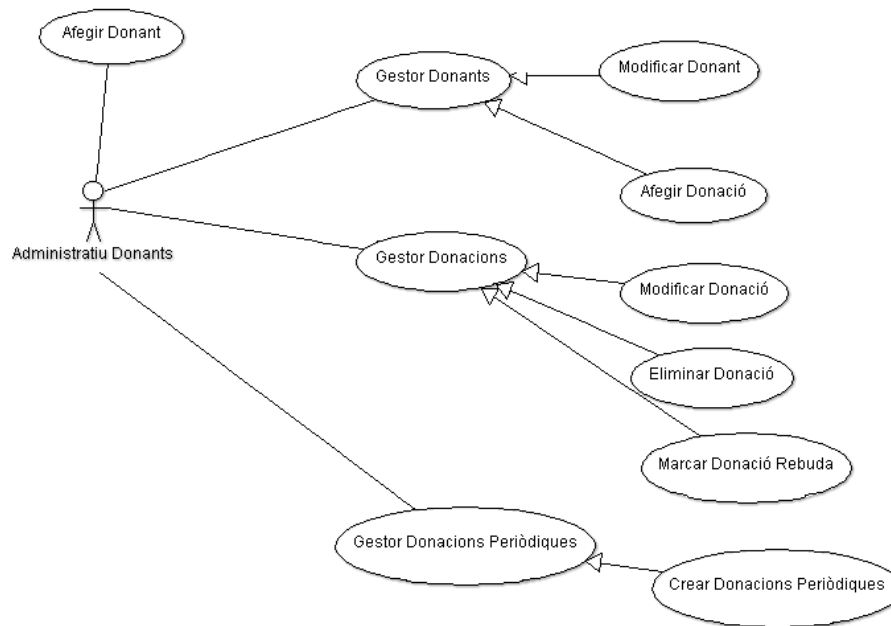 Afegir Donant
Gestor Donants
Modificar Donant
Afegir Donació
Administratiu Donants
Gestor Donacions
Modificar Donació
Eliminar Donació
Marcar Donació Rebuda
Gestor Donacions Periòdiques
Crear Donacions Periòdiques